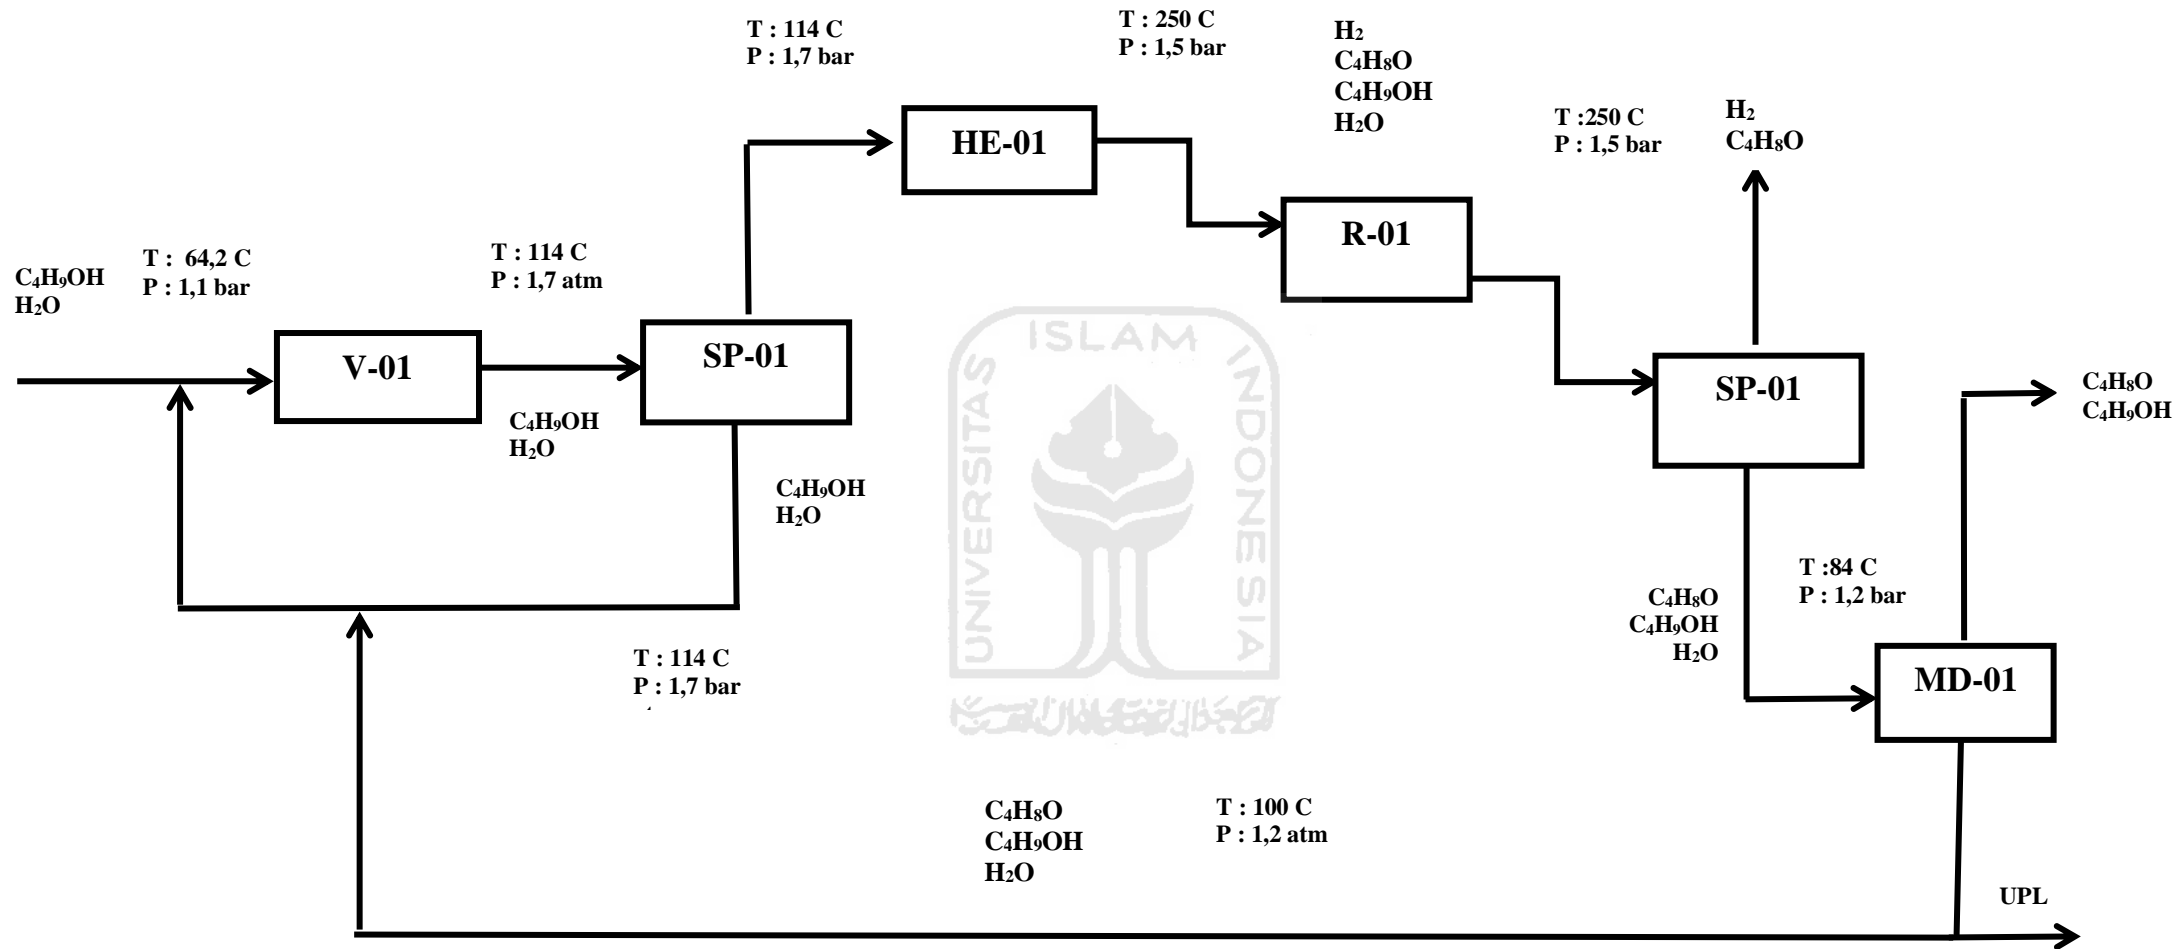 T : 114 C
P : 1,7 bar
T : 250 C
P : 1,5 bar
H₂
C₄H₈O
C₄H₉OH
H₂O
T :250 C
P : 1,5 bar
H₂
C₄H₈O
HE-01
R-01
C₄H₉OH
H₂O
T : 64,2 C
P : 1,1 bar
T : 114 C
P : 1,7 atm
V-01
SP-01
C₄H₉OH
H₂O
C₄H₉OH
H₂O
SP-01
C₄H₈O
C₄H₉OH
UNIVERSITAS
ISLAM
INDONESIA
C₄H₈O
C₄H₉OH
H₂O
T :84 C
P : 1,2 bar
T : 114 C
P : 1,7 bar
MD-01
C₄H₈O
C₄H₉OH
H₂O
T : 100 C
P : 1,2 atm
UPL